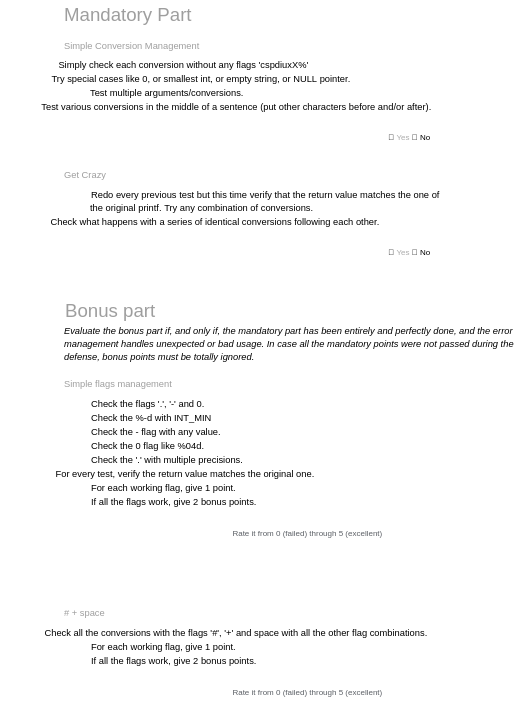 Mandatory Part
Simple Conversion Management
Simply check each conversion without any flags 'cspdiuxX%'
Try special cases like 0, or smallest int, or empty string, or NULL pointer.
Test multiple arguments/conversions.
Test various conversions in the middle of a sentence (put other characters before and/or after).
Yes No
Get Crazy
Redo every previous test but this time verify that the return value matches the one of
the original printf. Try any combination of conversions.
Check what happens with a series of identical conversions following each other.
Yes No
Bonus part
Evaluate the bonus part if, and only if, the mandatory part has been entirely and perfectly done, and the error
management handles unexpected or bad usage. In case all the mandatory points were not passed during the
defense, bonus points must be totally ignored.
Simple flags management
Check the flags '.', '-' and 0.
Check the %-d with INT_MIN
Check the - flag with any value.
Check the 0 flag like %04d.
Check the '.' with multiple precisions.
For every test, verify the return value matches the original one.
For each working flag, give 1 point.
If all the flags work, give 2 bonus points.
Rate it from 0 (failed) through 5 (excellent)
# + space
Check all the conversions with the flags '#', '+' and space with all the other flag combinations.
For each working flag, give 1 point.
If all the flags work, give 2 bonus points.
Rate it from 0 (failed) through 5 (excellent)